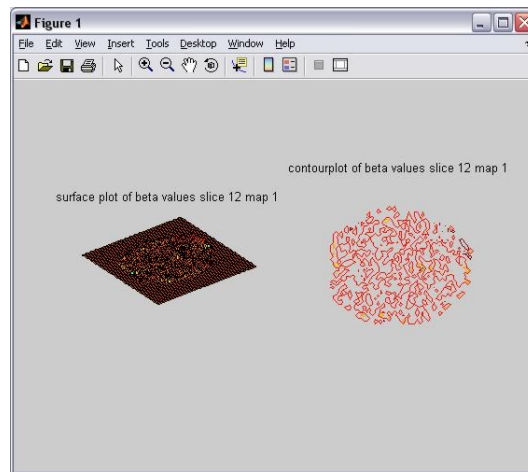 Figure 1
File Edit View Insert Tools Desktop Window Help
contourplot of beta values slice 12 map 1
surface plot of beta values slice 12 map 1